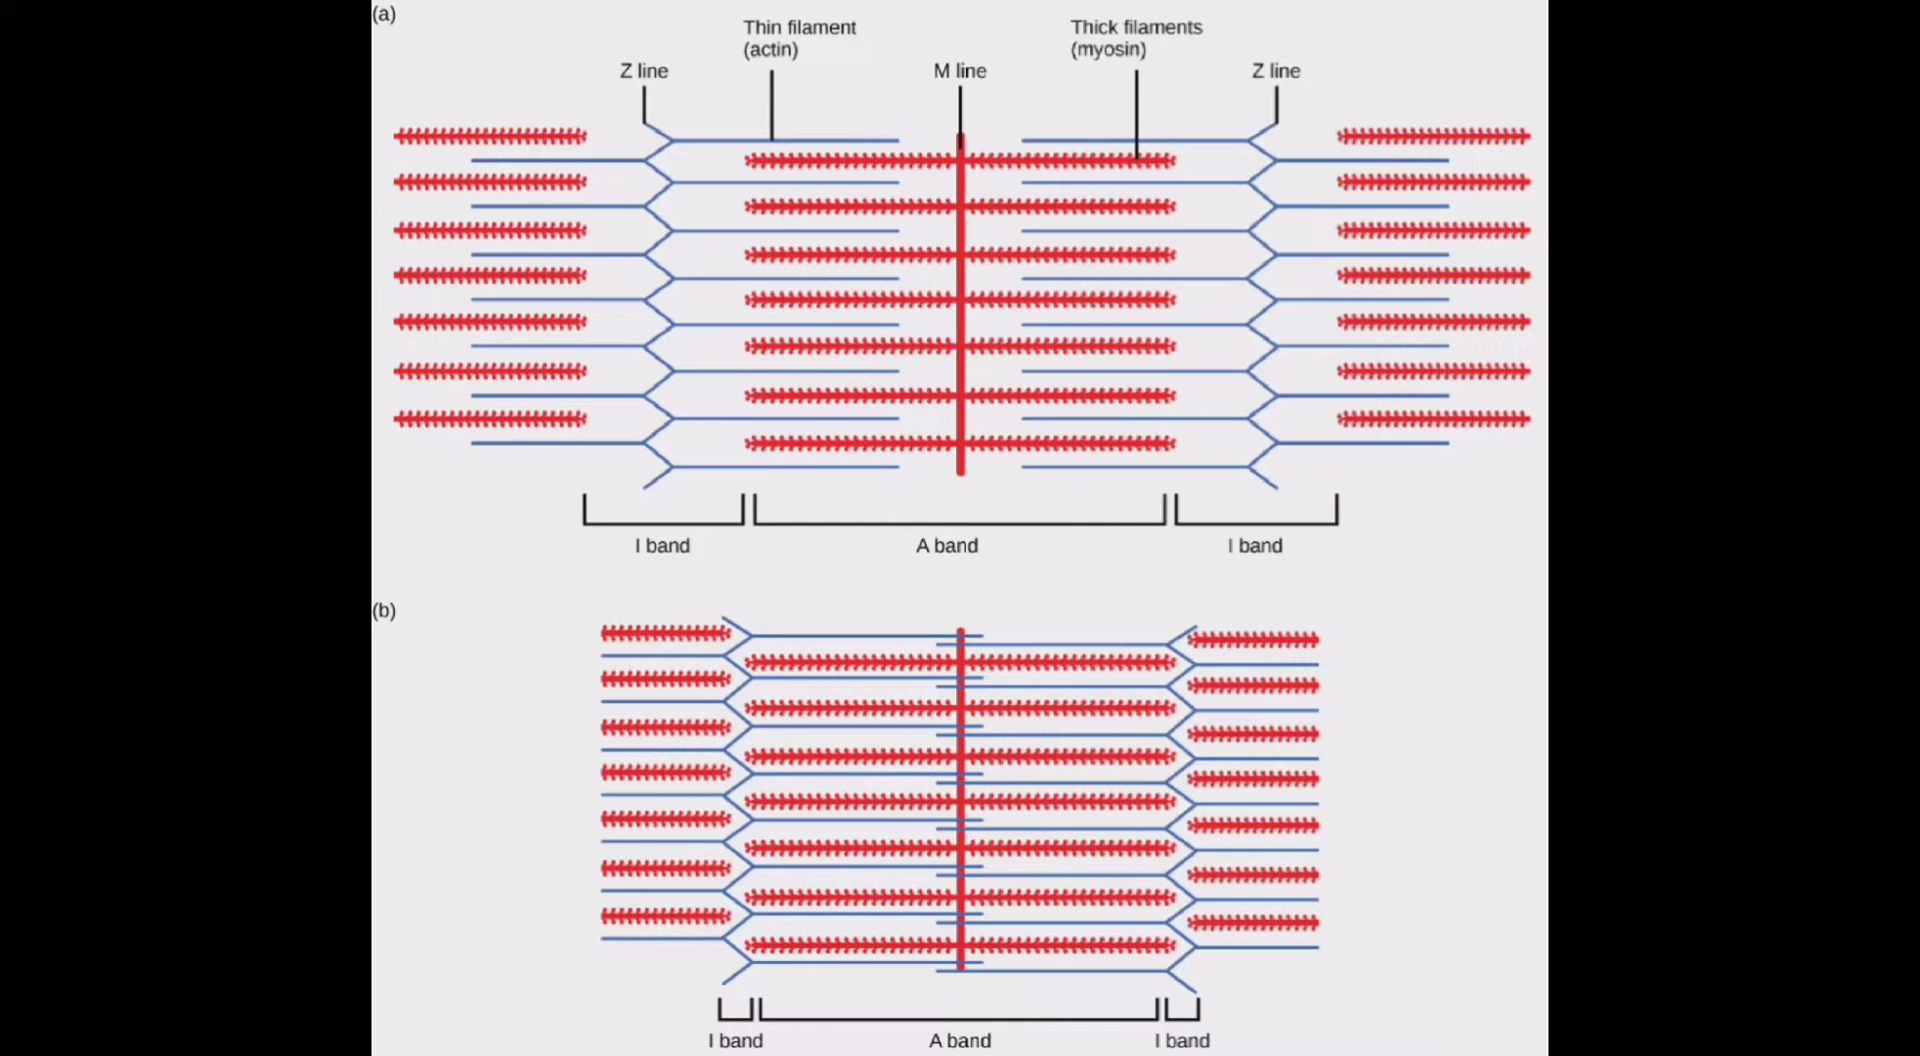 (a)
Thin filament
(actin)
Thick filaments
(myosin)
Z line
M line
Z line
I band
A band
I band
(b)
I band
A band
I band